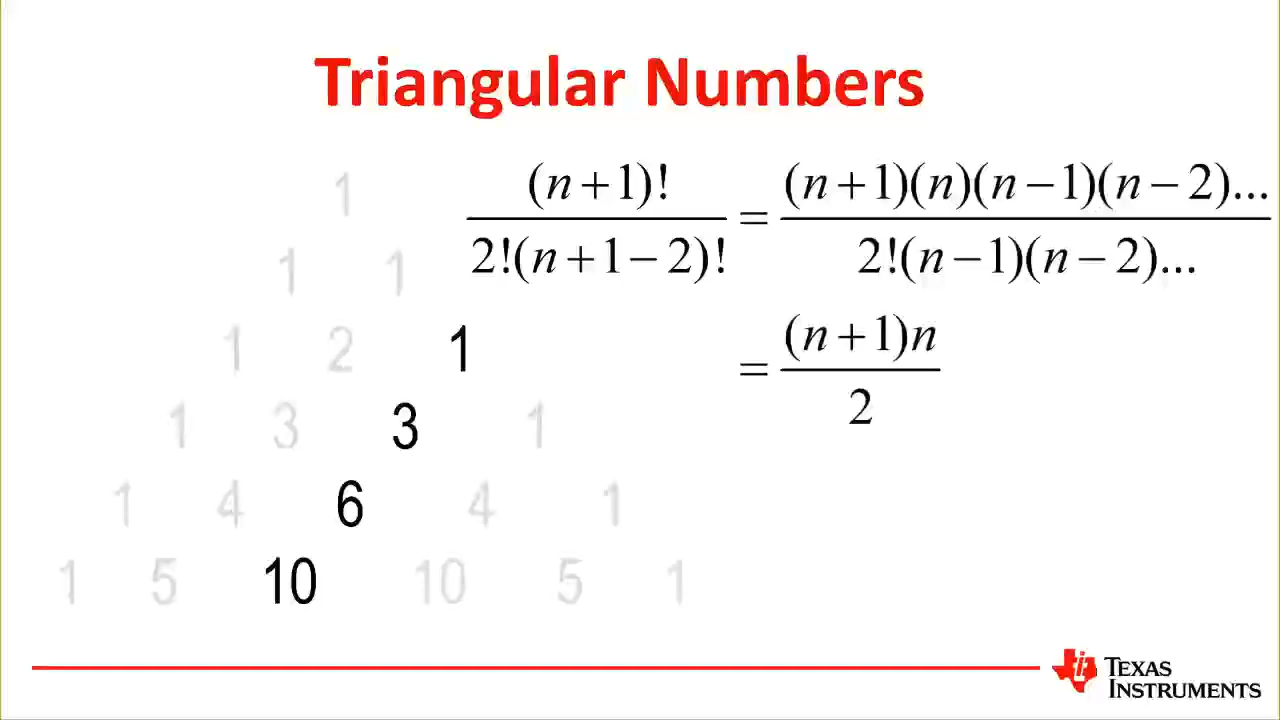 Triangular Numbers
1
1 1
1 2 1
1 3 3 1
1 4 6 4 1
1 5 10 10 5 1
(n+1)! / 2!(n+1−2)! = (n+1)(n)(n−1)(n−2)... / 2!(n−1)(n−2)...
= (n+1)n / 2
TEXAS
INSTRUMENTS